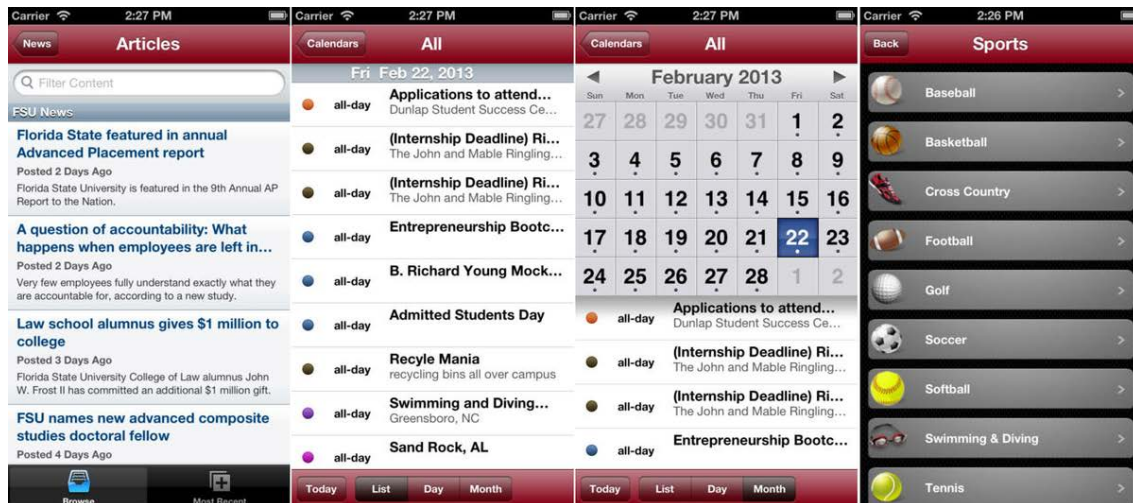 Carrier 2:27 PM
News Articles
Filter Content
FSU News
Florida State featured in annual
Advanced Placement report
Posted 2 Days Ago
Florida State University is featured in the 9th Annual AP
Report to the Nation.
A question of accountability: What
happens when employees are left in...
Posted 2 Days Ago
Very few employees fully understand exactly what they
are accountable for, according to a new study.
Law school alumnus gives $1 million to
college
Posted 3 Days Ago
Florida State University College of Law alumnus John
W. Frost II has committed an additional $1 million gift.
FSU names new advanced composite
studies doctoral fellow
Posted 4 Days Ago
Browse Most Recent
Carrier 2:27 PM
Calendars All
Fri Feb 22, 2013
Applications to attend...
all-day Dunlap Student Success Ce...
(Internship Deadline) Ri...
all-day The John and Mable Ringling...
(Internship Deadline) Ri...
all-day The John and Mable Ringling...
Entrepreneurship Bootc...
all-day
B. Richard Young Mock...
all-day
Admitted Students Day
all-day
Recyle Mania
all-day recycling bins all over campus
Swimming and Diving...
all-day Greensboro, NC
Sand Rock, AL
all-day
Today List Day Month
Carrier 2:27 PM
Calendars All
February 2013
Sun Mon Tue Wed Thu Fri Sat
27 28 29 30 31 1 2
3 4 5 6 7 8 9
10 11 12 13 14 15 16
17 18 19 20 21 22 23
24 25 26 27 28 1 2
Applications to attend...
all-day Dunlap Student Success Ce...
(Internship Deadline) Ri...
all-day The John and Mable Ringling...
(Internship Deadline) Ri...
all-day The John and Mable Ringling...
Entrepreneurship Bootc...
all-day
Today List Day Month
Carrier 2:26 PM
Back Sports
Baseball
Basketball
Cross Country
Football
Golf
Soccer
Softball
Swimming & Diving
Tennis